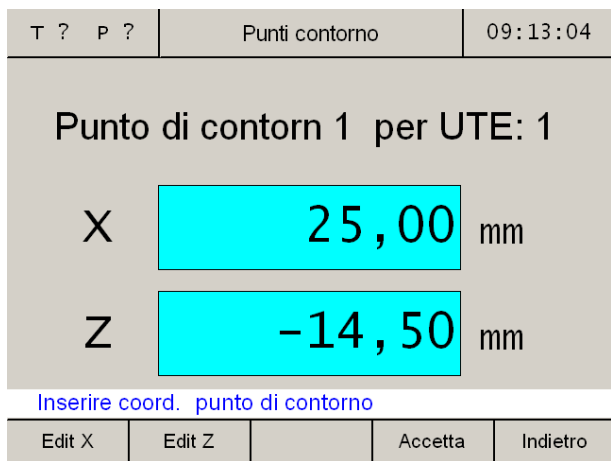 T ? P ? Punti contorno 09:13:04
Punto di contorn 1 per UTE: 1
X 25,00 mm
Z -14,50 mm
Inserire coord. punto di contorno
Edit X Edit Z Accetta Indietro